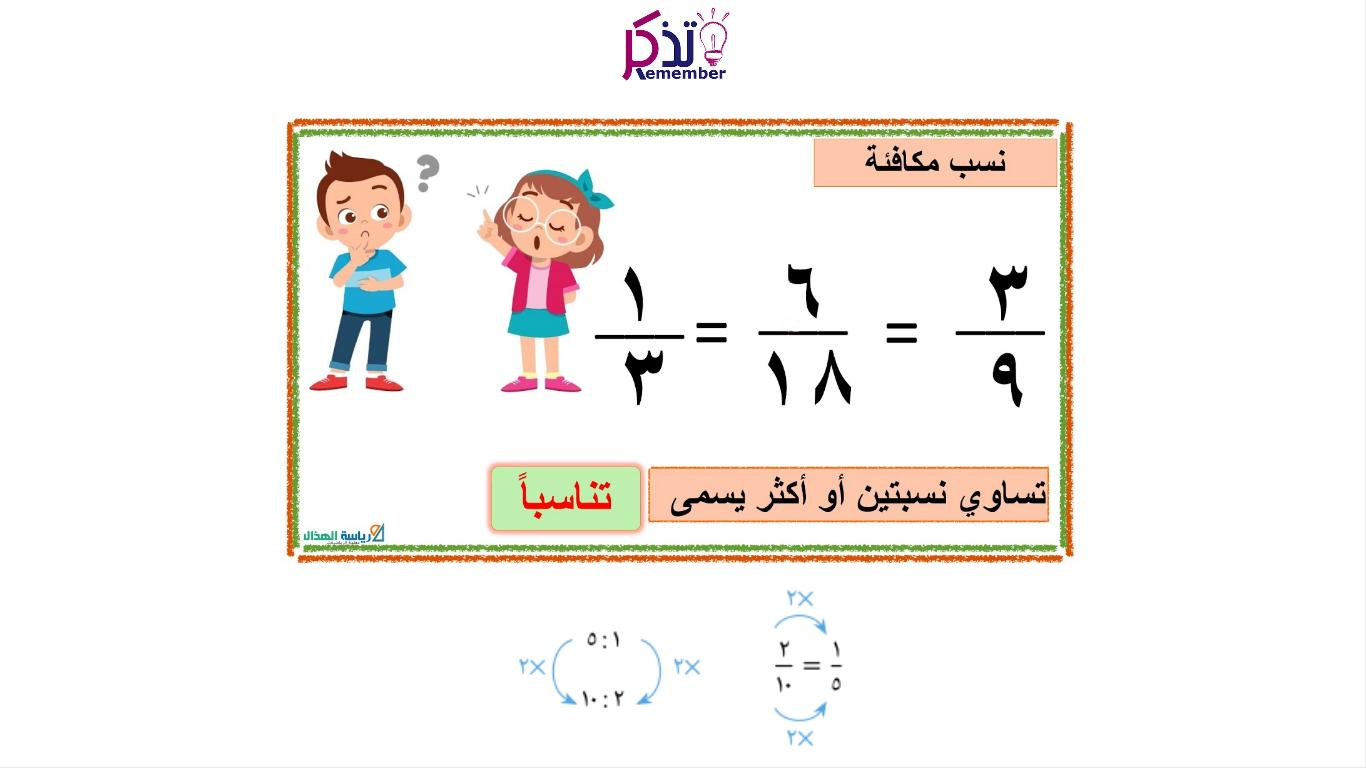 تذكر
Remember
نسب مكافئة
٣/٩ = ٦/١٨ = ١/٣
تساوي نسبتين أو أكثر يسمى تناسباً
رياسة الهذال
٢×
١/٥ = ٢/١٠
٢×
١ : ٥
٢× ٢×
٢ : ١٠